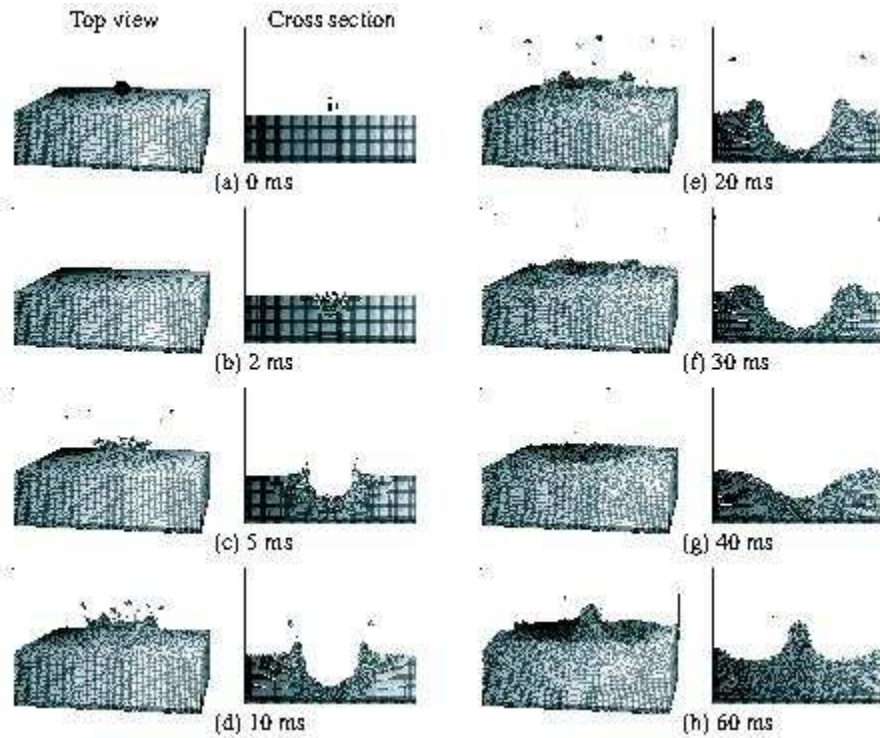 Top view
Cross section
(a) 0 ms
(b) 2 ms
(c) 5 ms
(d) 10 ms
(e) 20 ms
(f) 30 ms
(g) 40 ms
(h) 60 ms